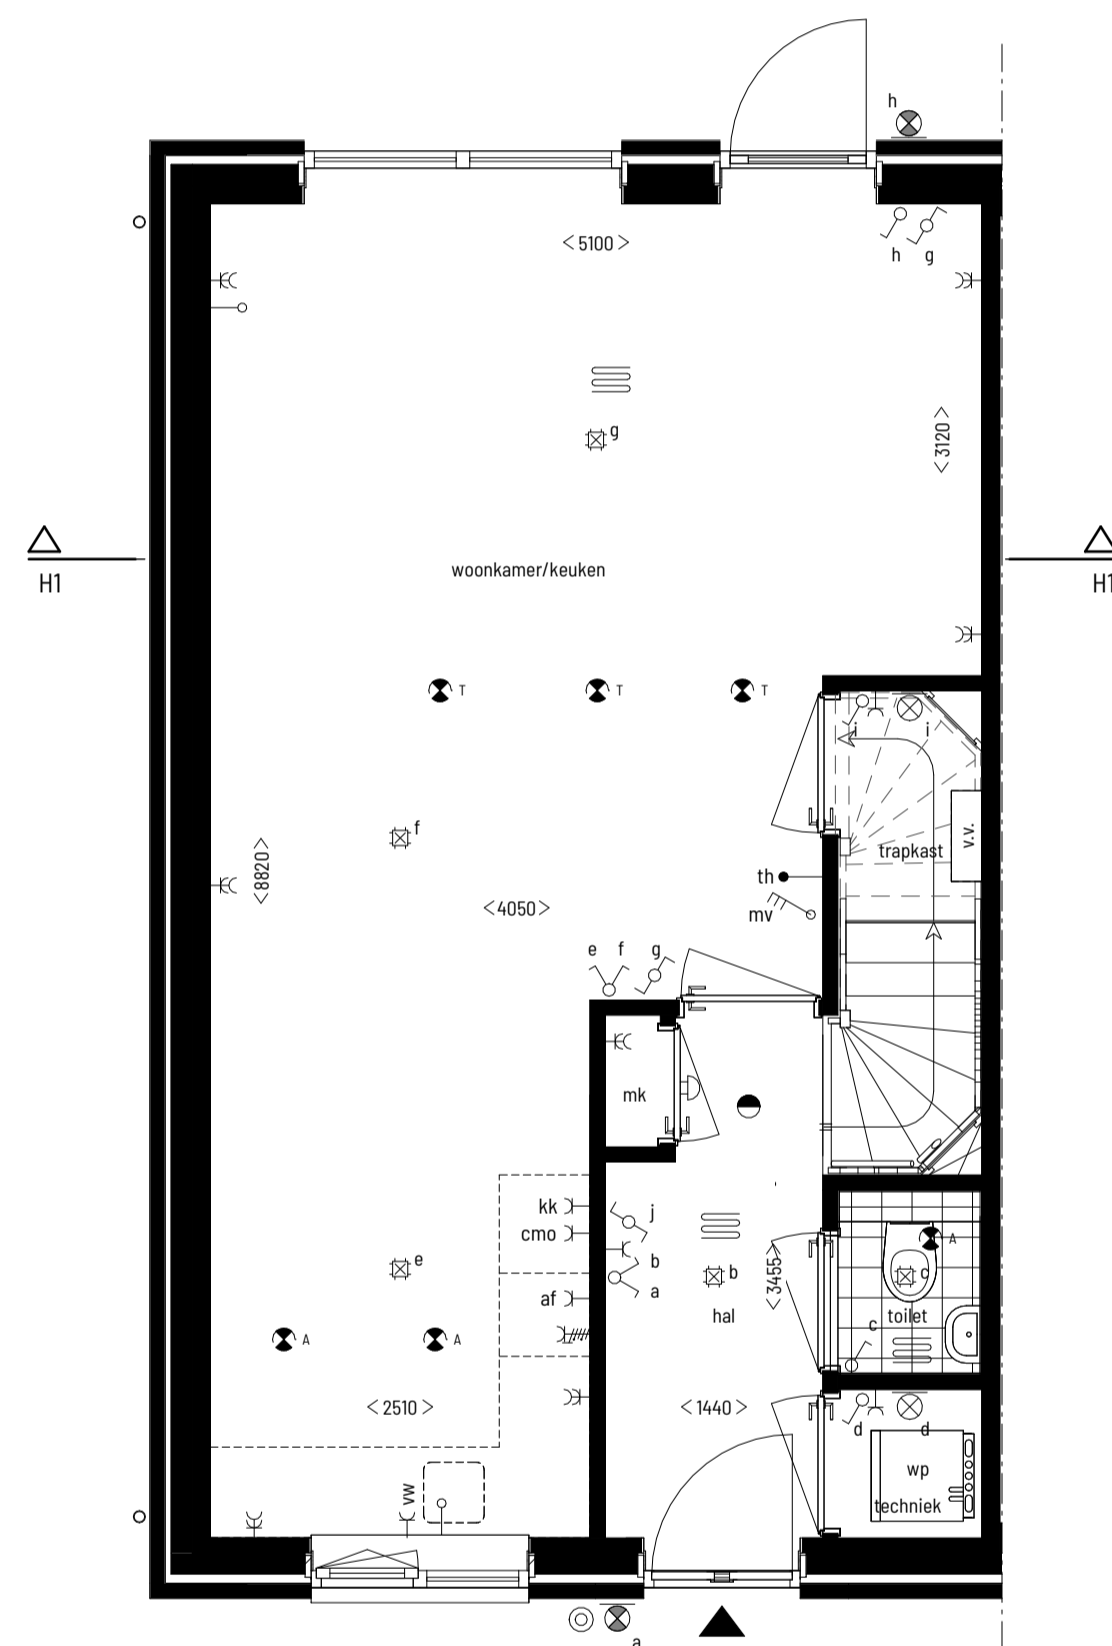 h
<5100>
h g
g
<3120>
H1
H1
woonkamer/keuken
T
T
T
i
i
f
<8820>
trapkast
v.v.
th
mv
<4050>
e f g
mk
kk
cmo
j
b
a
A
e
af
b
<3455>
c
hal
toilet
c
A
A
<2510>
<1440>
d
d
vw
wp
techniek
a